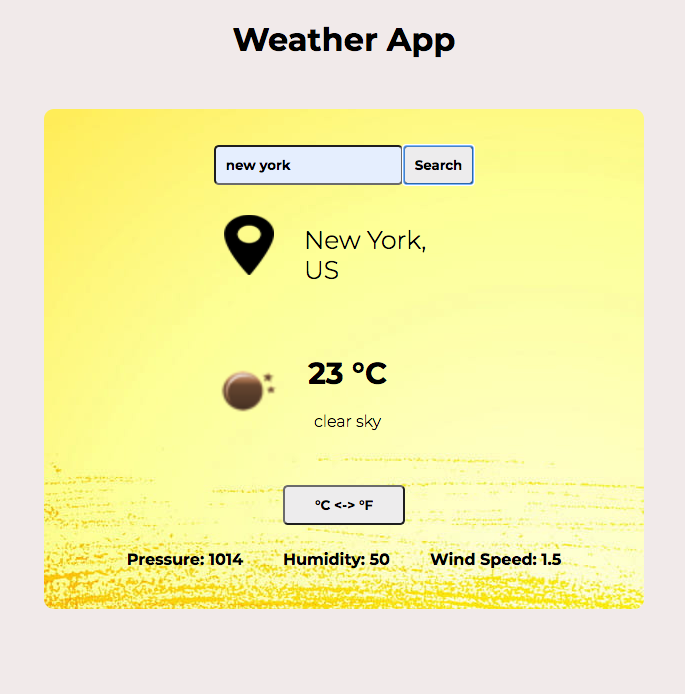 Weather App
new york
Search
New York,
US
23 °C
clear sky
°C <-> °F
Pressure: 1014
Humidity: 50
Wind Speed: 1.5